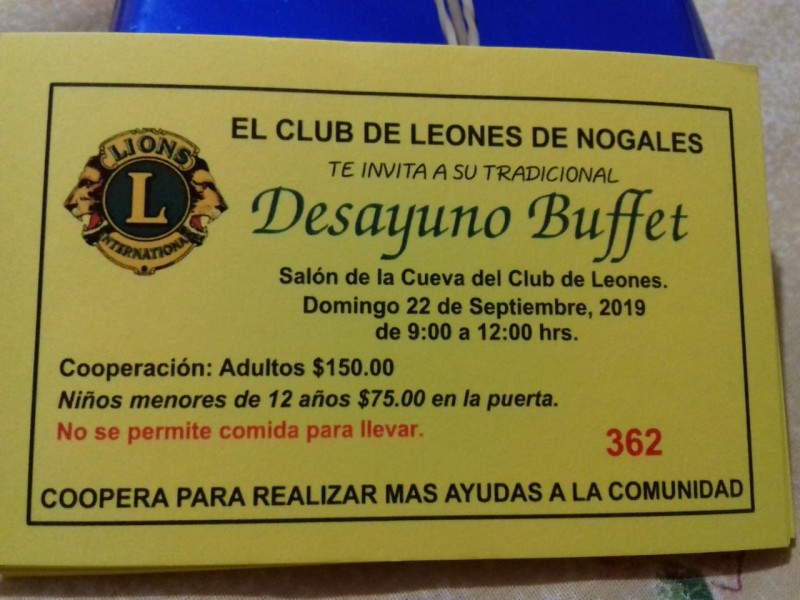 LIONS
L
INTERNATIONAL
EL CLUB DE LEONES DE NOGALES
TE INVITA A SU TRADICIONAL
Desayuno Buffet
Salón de la Cueva del Club de Leones.
Domingo 22 de Septiembre, 2019
de 9:00 a 12:00 hrs.
Cooperación: Adultos $150.00
Niños menores de 12 años $75.00 en la puerta.
No se permite comida para llevar.
362
COOPERA PARA REALIZAR MAS AYUDAS A LA COMUNIDAD